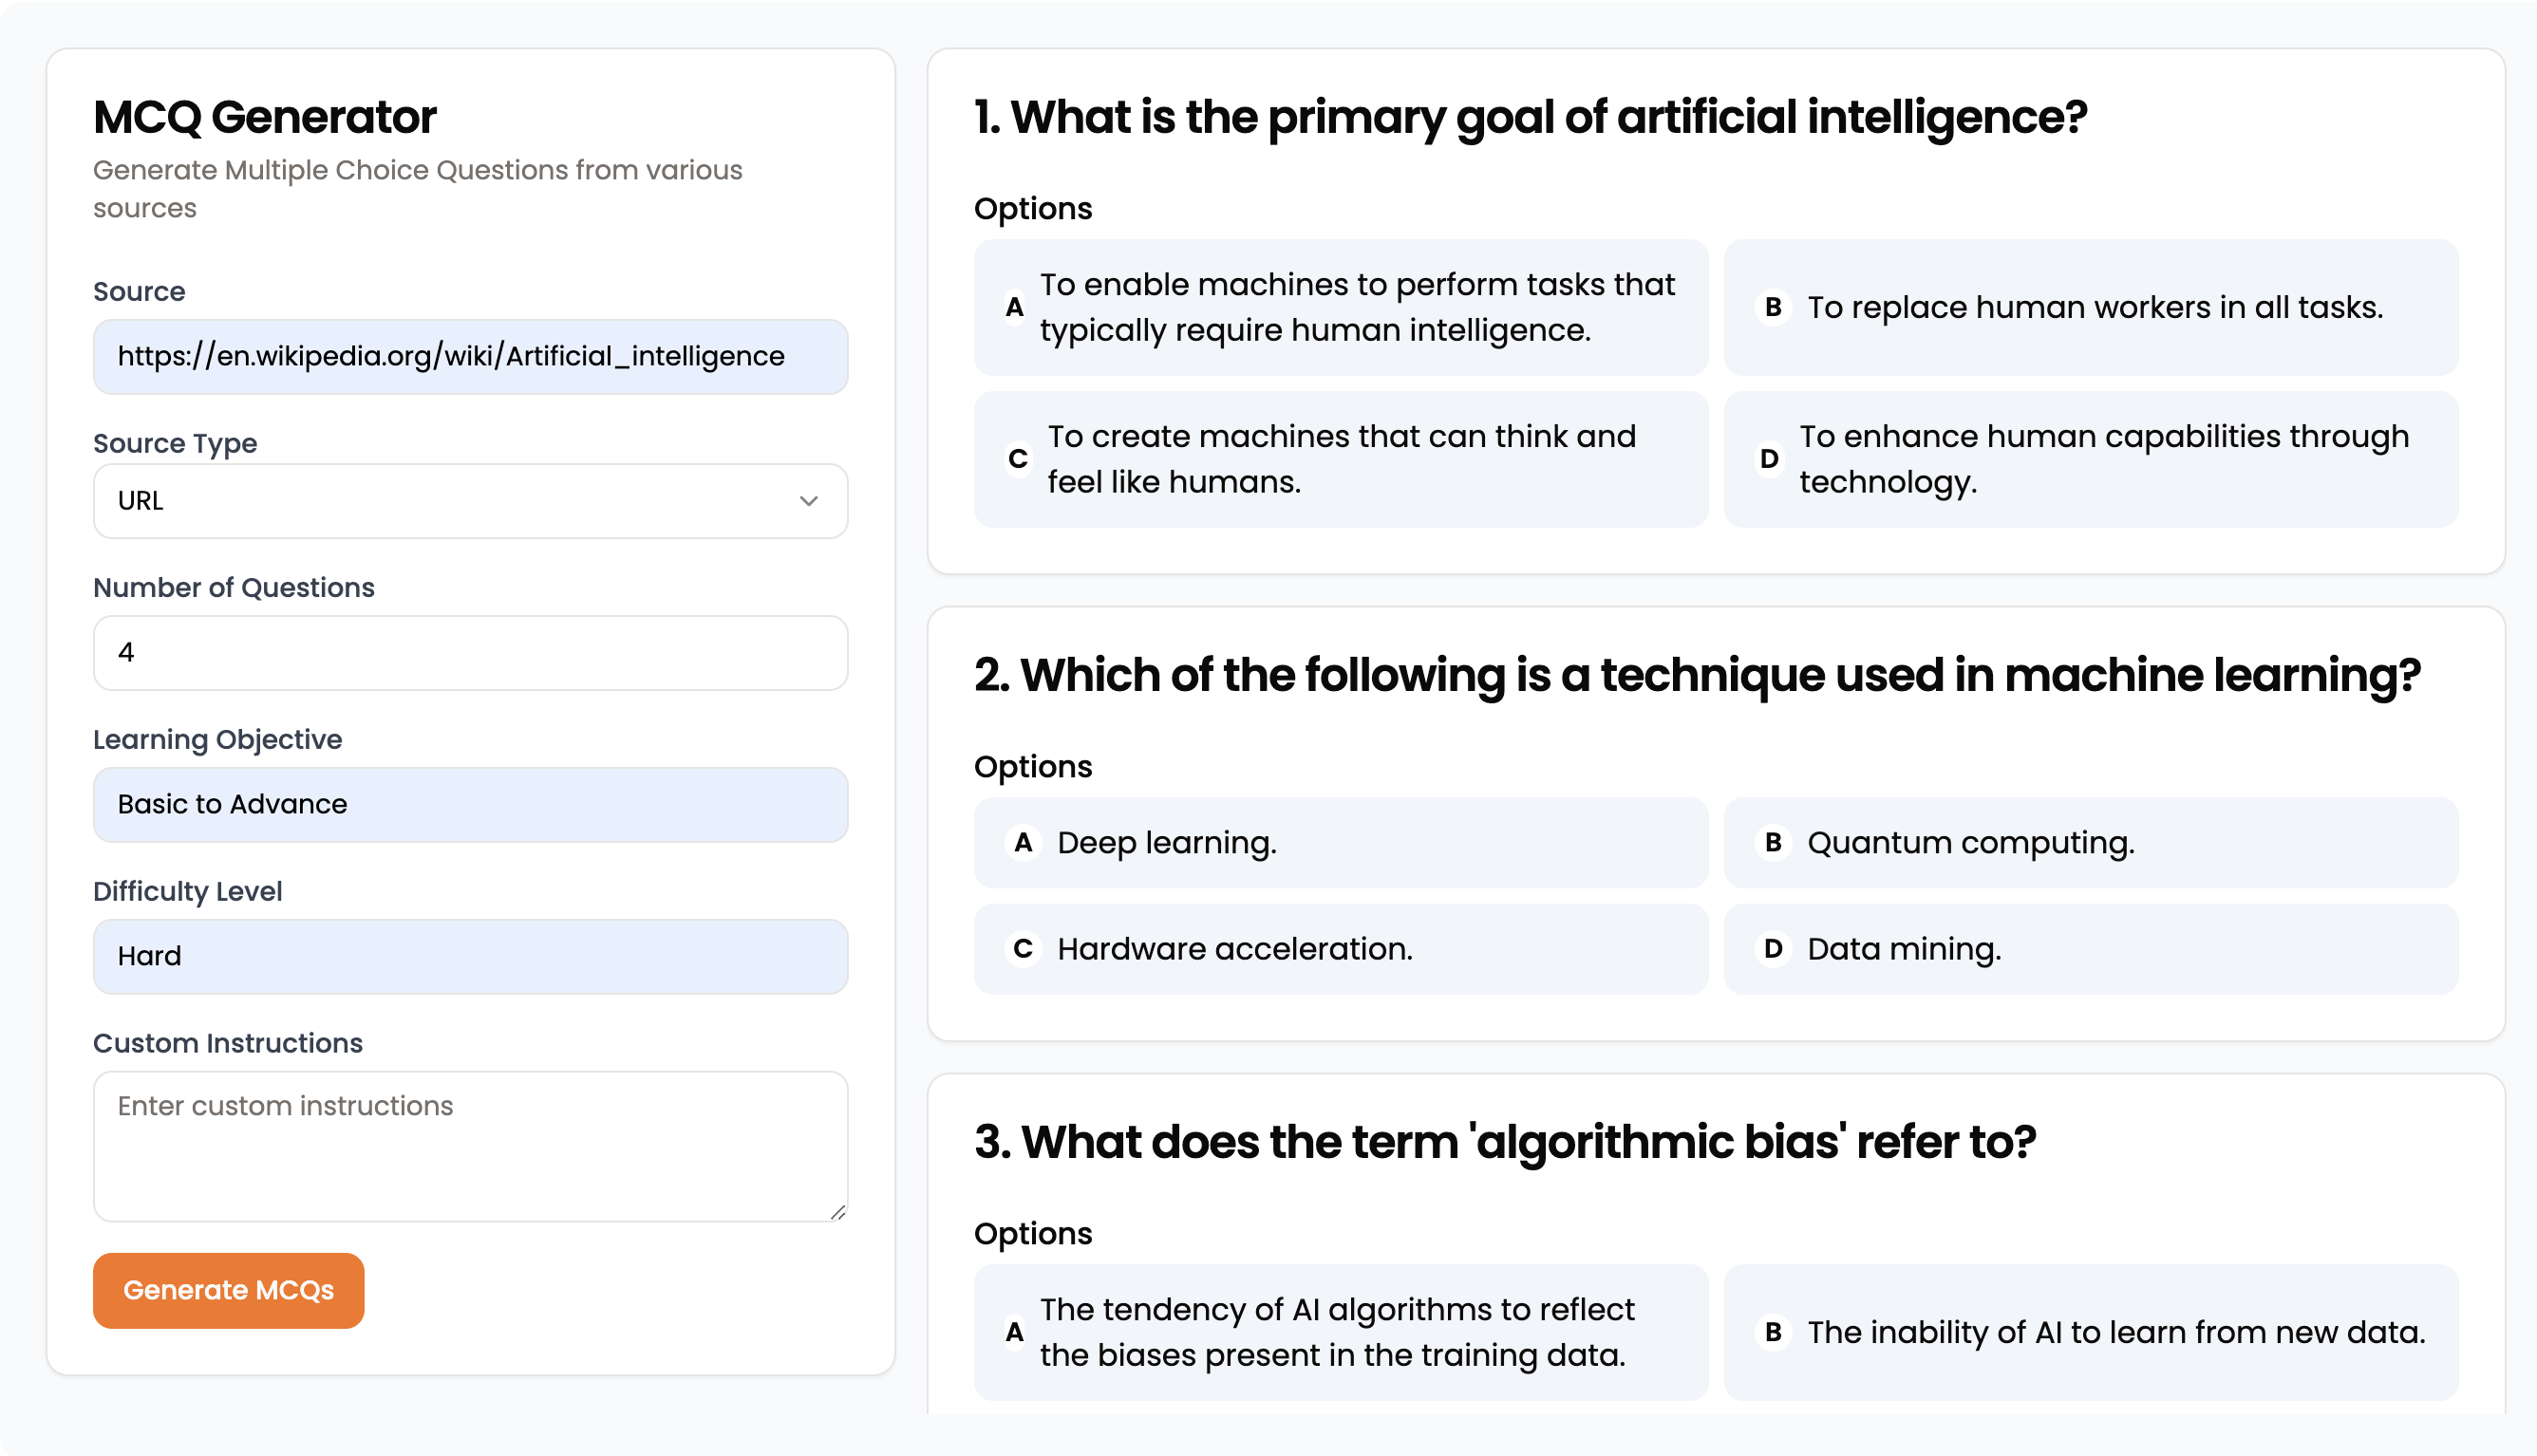 MCQ Generator
Generate Multiple Choice Questions from various
sources
Source
https://en.wikipedia.org/wiki/Artificial_intelligence
Source Type
URL
Number of Questions
4
Learning Objective
Basic to Advance
Difficulty Level
Hard
Custom Instructions
Enter custom instructions
Generate MCQs
1. What is the primary goal of artificial intelligence?
Options
A To enable machines to perform tasks that
typically require human intelligence.
B To replace human workers in all tasks.
C To create machines that can think and
feel like humans.
D To enhance human capabilities through
technology.
2. Which of the following is a technique used in machine learning?
Options
A Deep learning.
B Quantum computing.
C Hardware acceleration.
D Data mining.
3. What does the term 'algorithmic bias' refer to?
Options
A The tendency of AI algorithms to reflect
the biases present in the training data.
B The inability of AI to learn from new data.